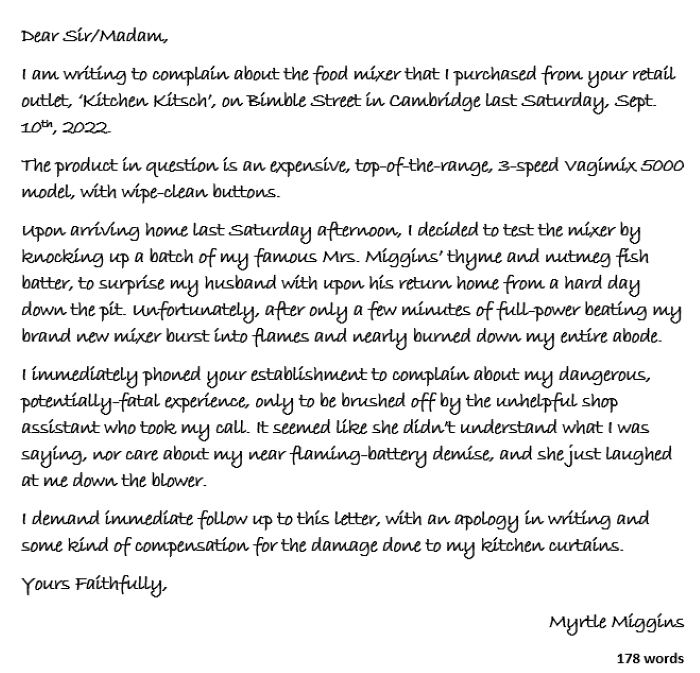 Dear Sir/Madam,
I am writing to complain about the food mixer that I purchased from your retail
outlet, ‘Kitchen Kitsch’, on Bimble Street in Cambridge last Saturday, Sept.
10th, 2022.
The product in question is an expensive, top-of-the-range, 3-speed Vagimix 5000
model, with wipe-clean buttons.
Upon arriving home last Saturday afternoon, I decided to test the mixer by
knocking up a batch of my famous Mrs. Miggins’ thyme and nutmeg fish
batter, to surprise my husband with upon his return home from a hard day
down the pit. Unfortunately, after only a few minutes of full-power beating my
brand new mixer burst into flames and nearly burned down my entire abode.
I immediately phoned your establishment to complain about my dangerous,
potentially-fatal experience, only to be brushed off by the unhelpful shop
assistant who took my call. It seemed like she didn’t understand what I was
saying, nor care about my near flaming-battery demise, and she just laughed
at me down the blower.
I demand immediate follow up to this letter, with an apology in writing and
some kind of compensation for the damage done to my kitchen curtains.
Yours Faithfully,
Myrtle Miggins
178 words